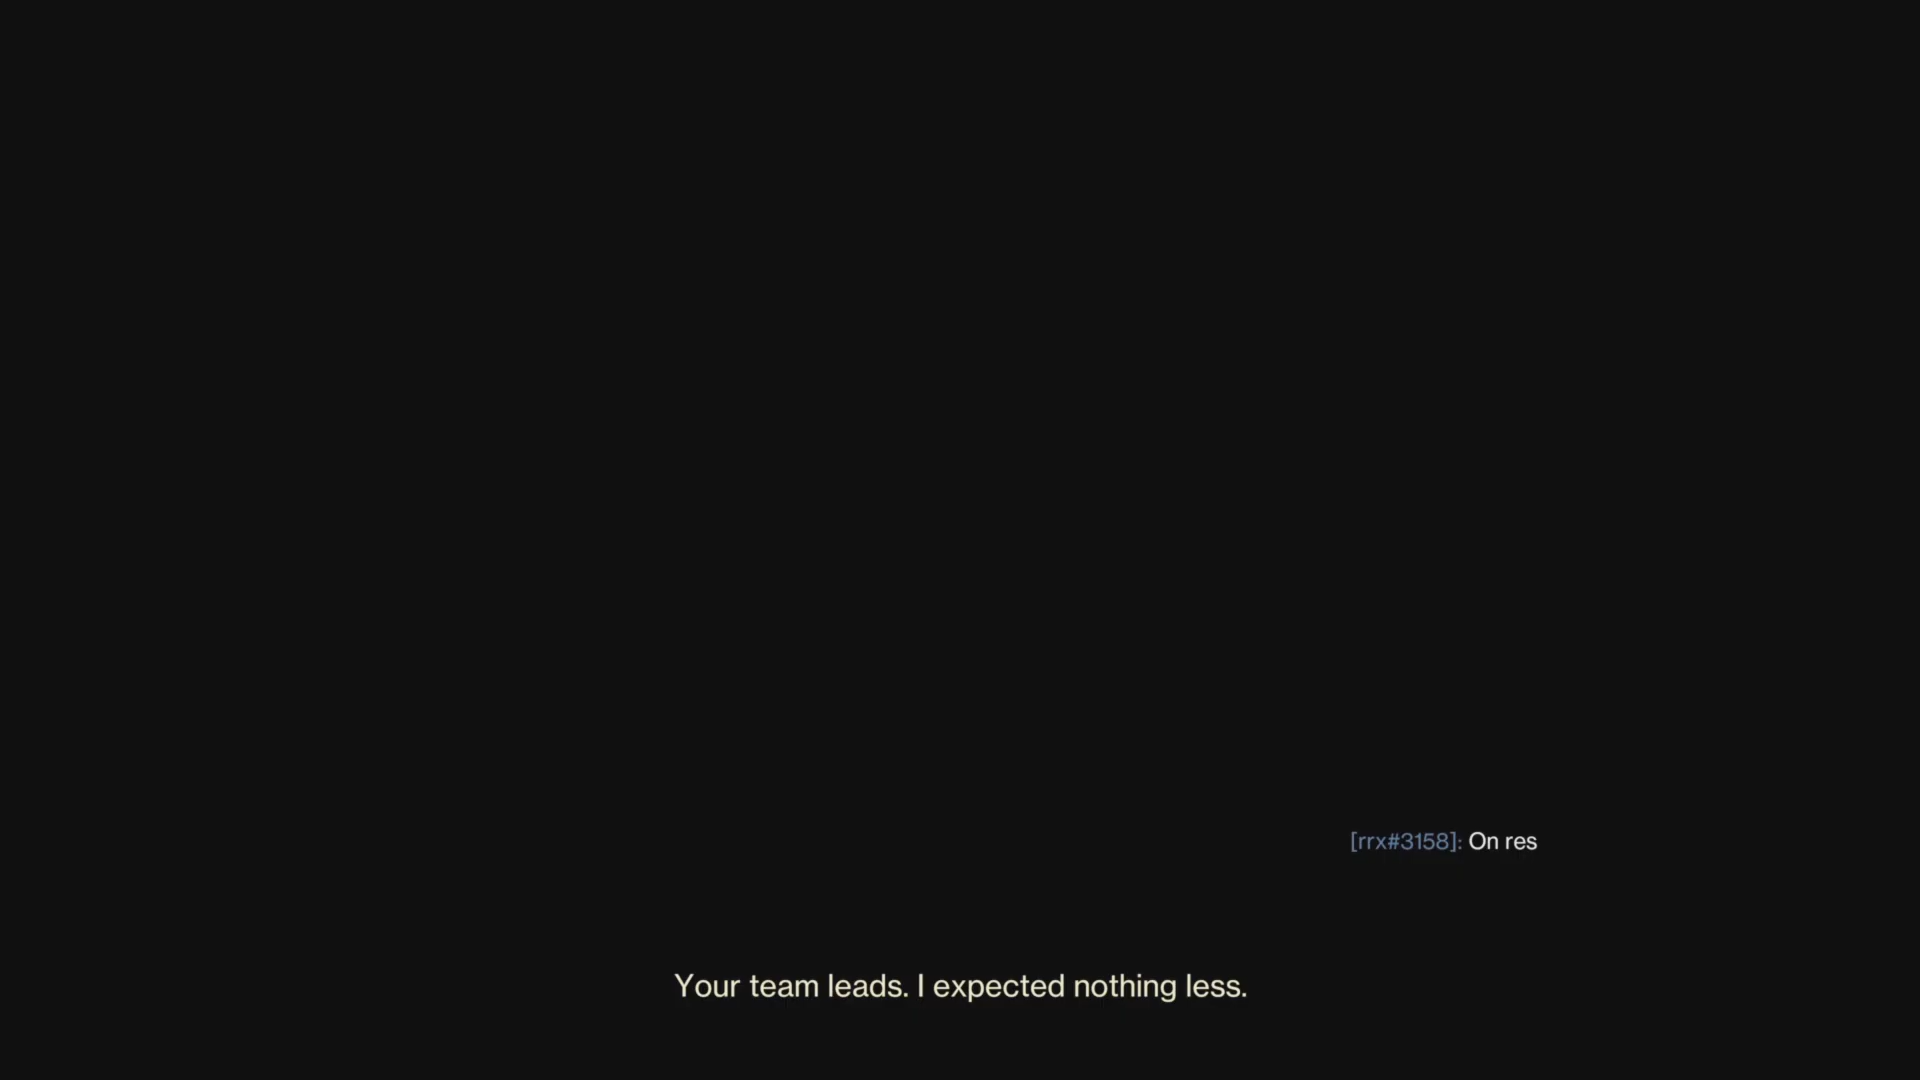 [rrx#3158]: On res
Your team leads. I expected nothing less.